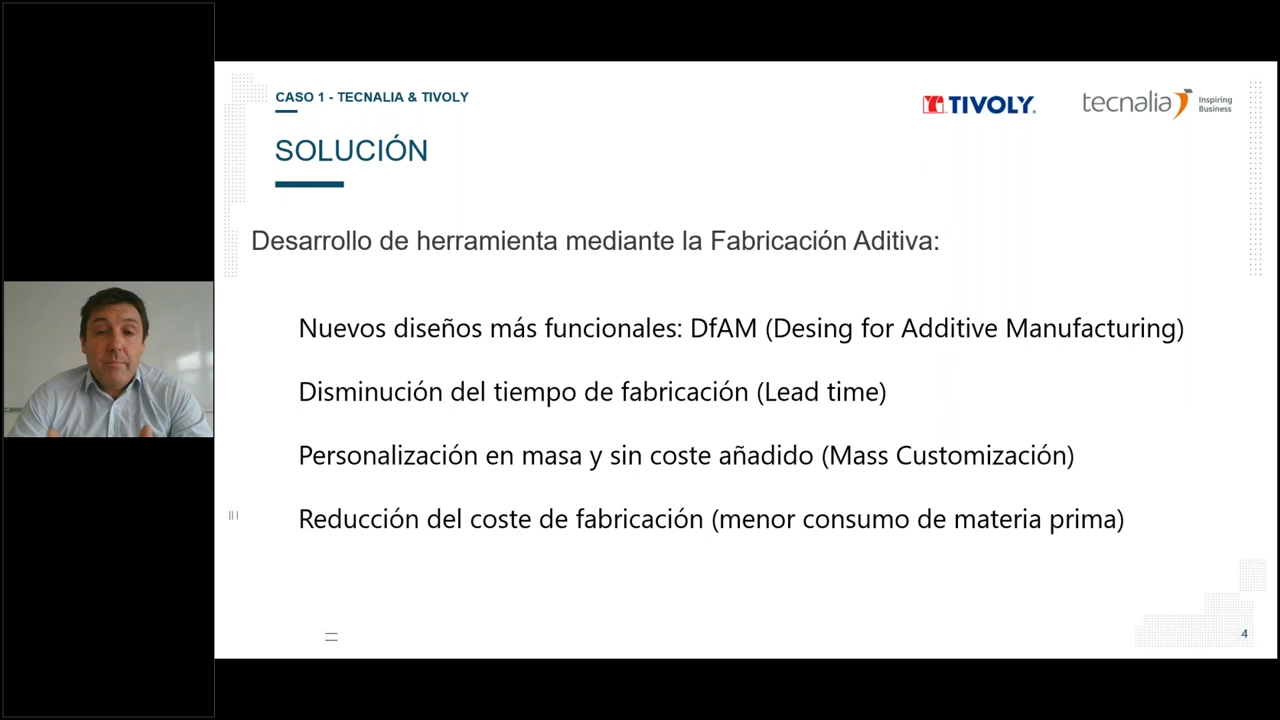 CASO 1 - TECNALIA & TIVOLY
TIVOLY
tecnalia Inspiring Business
SOLUCIÓN
Desarrollo de herramienta mediante la Fabricación Aditiva:
Nuevos diseños más funcionales: DfAM (Desing for Additive Manufacturing)
Disminución del tiempo de fabricación (Lead time)
Personalización en masa y sin coste añadido (Mass Customización)
Reducción del coste de fabricación (menor consumo de materia prima)
4